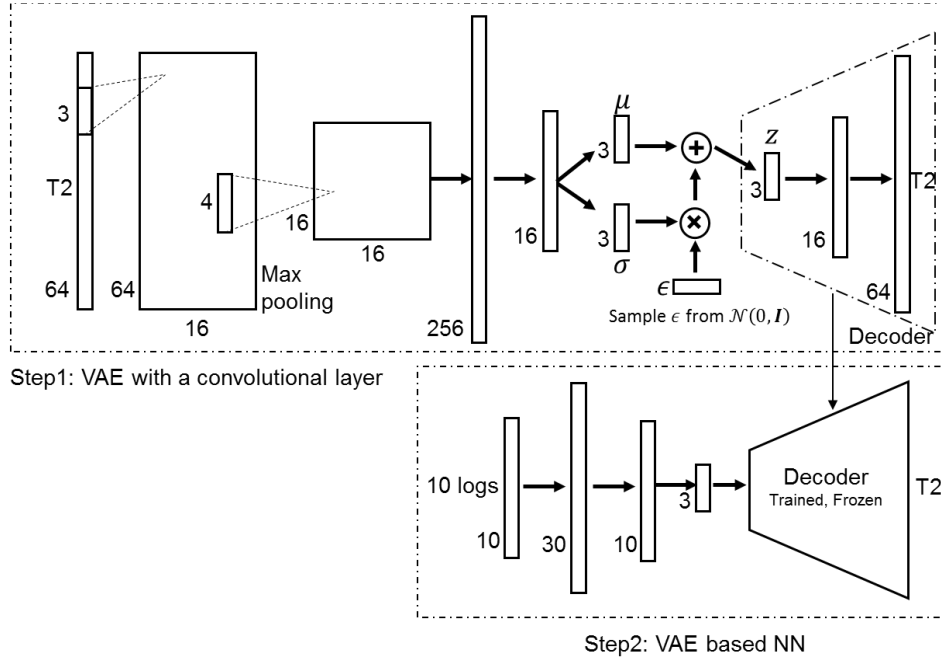 3
T2
64
64
16
4
Max
pooling
16
16
256
16
μ
3
3
σ
+
×
ϵ
Sample ϵ from 𝒩(0, I)
z
3
16
64
T2
Decoder
Step1: VAE with a convolutional layer
10 logs
10
30
10
3
Decoder
Trained, Frozen
T2
Step2: VAE based NN